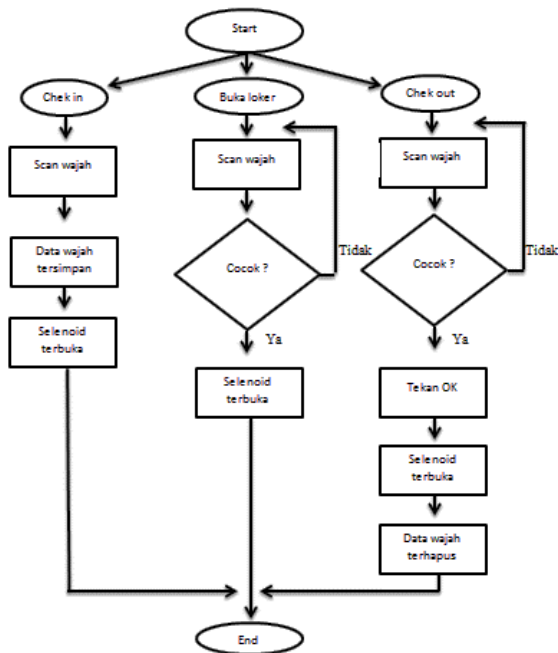 Start
Chek in
Buka loker
Chek out
Scan wajah
Scan wajah
Scan wajah
Data wajah
tersimpan
Cocok ?
Tidak
Cocok ?
Tidak
Selenoid
terbuka
Ya
Ya
Selenoid
terbuka
Tekan OK
Selenoid
terbuka
Data wajah
terhapus
End